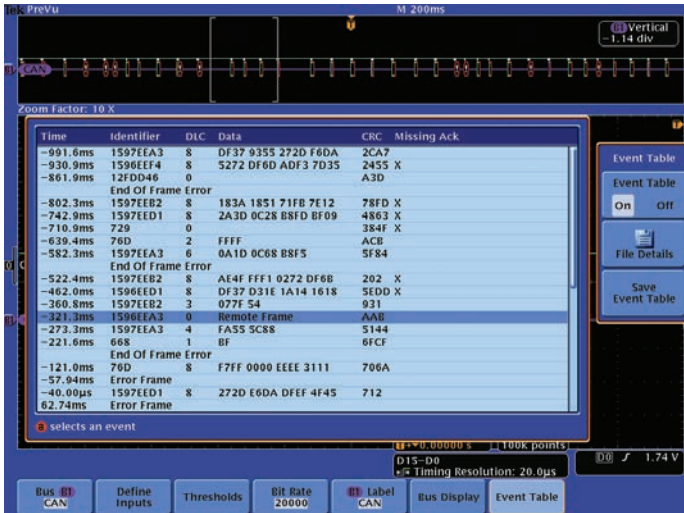 Tek PreVu M 200ms
B1 Vertical
-1.14 div
B1 CAN
Zoom Factor: 10 X
Time Identifier DLC Data CRC Missing Ack
-991.6ms 1597EEA3 8 DF37 9355 272D F6DA 2CA7
-930.9ms 1596EEF4 8 5272 DF6D ADF3 7D35 2455 X
-861.9ms 12FDD46 0 A3D
End Of Frame Error
-802.3ms 1597EEB2 8 183A 1851 71FB 7E12 78FD X
-742.9ms 1597EED1 8 2A3D 0C28 B8FD BF09 4863 X
-710.9ms 729 0 384F X
-639.4ms 76D 2 FFFF ACB
-582.3ms 1597EEA3 6 0A1D 0C68 B8F5 5F84
End Of Frame Error
-522.4ms 1597EEB2 8 AE4F FFF1 0272 DF6B 202 X
-462.0ms 1596EED1 8 DF37 D31E 1A14 1618 5EDD X
-360.8ms 1597EEB2 3 077F 54 931
-321.3ms 1596EEA3 0 Remote Frame AAB
-273.3ms 1597EEA3 4 FA55 5C88 5144
-221.6ms 668 1 BF 6FCF
End Of Frame Error
-121.0ms 76D 8 F7FF 0000 EEEE 3111 706A
-57.94ms Error Frame
-40.00µs 1597EED1 8 272D E6DA DFEF 4F45 712
62.74ms Error Frame
a selects an event
Event Table
Event Table
On Off
File Details
Save
Event Table
0.00000 s 100k points
D15-D0
Timing Resolution: 20.0µs
D0 1.74 V
Bus B1
CAN
Define
Inputs
Thresholds
Bit Rate
20000
B1 Label
CAN
Bus Display
Event Table